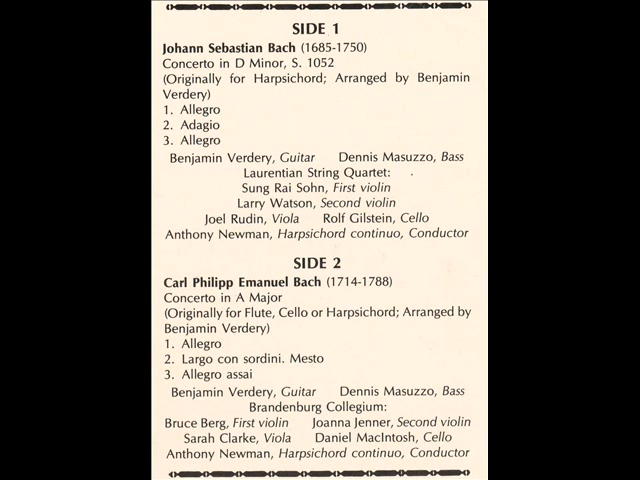 SIDE 1
Johann Sebastian Bach (1685-1750)
Concerto in D Minor, S. 1052
(Originally for Harpsichord; Arranged by Benjamin
Verdery)
1. Allegro
2. Adagio
3. Allegro
Benjamin Verdery, Guitar Dennis Masuzzo, Bass
Laurentian String Quartet:
Sung Rai Sohn, First violin
Larry Watson, Second violin
Joel Rudin, Viola Rolf Gilstein, Cello
Anthony Newman, Harpsichord continuo, Conductor
SIDE 2
Carl Philipp Emanuel Bach (1714-1788)
Concerto in A Major
(Originally for Flute, Cello or Harpsichord; Arranged by
Benjamin Verdery)
1. Allegro
2. Largo con sordini. Mesto
3. Allegro assai
Benjamin Verdery, Guitar Dennis Masuzzo, Bass
Brandenburg Collegium:
Bruce Berg, First violin Joanna Jenner, Second violin
Sarah Clarke, Viola Daniel MacIntosh, Cello
Anthony Newman, Harpsichord continuo, Conductor